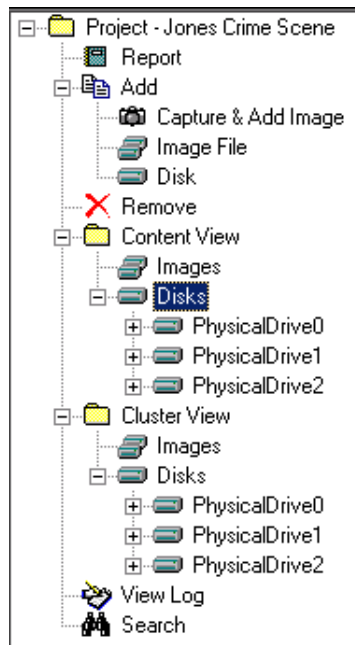 Project - Jones Crime Scene
Report
Add
Capture & Add Image
Image File
Disk
Remove
Content View
Images
Disks
PhysicalDrive0
PhysicalDrive1
PhysicalDrive2
Cluster View
Images
Disks
PhysicalDrive0
PhysicalDrive1
PhysicalDrive2
View Log
Search